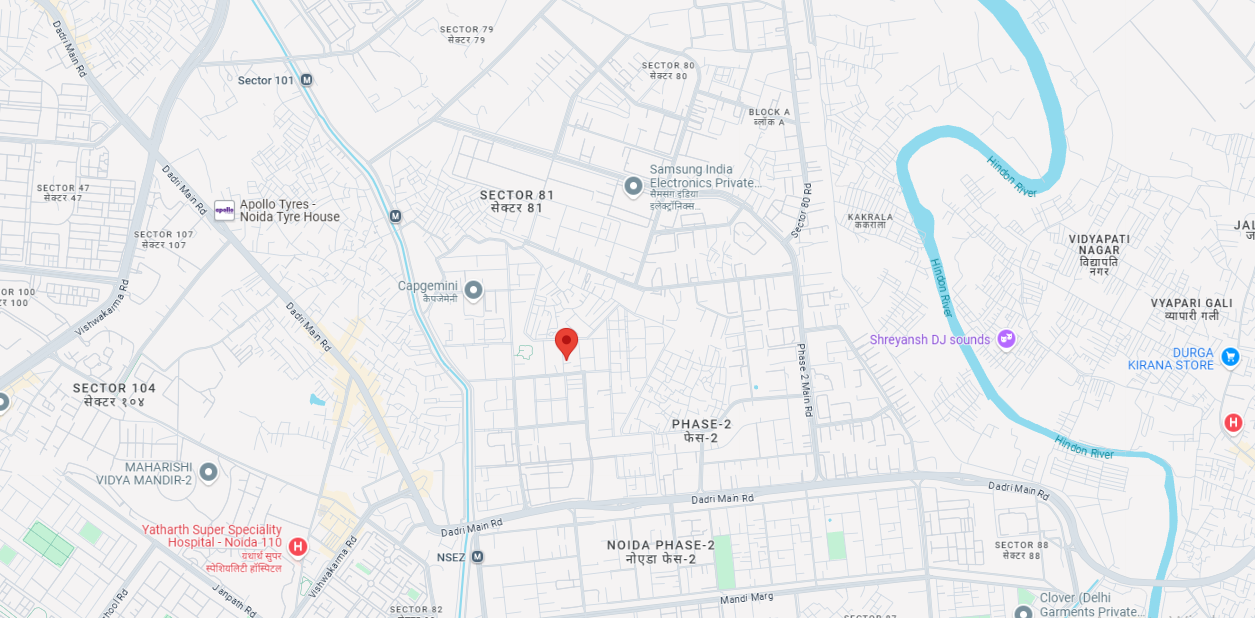 Dadri Main Rd
SECTOR 79
सेक्टर 79
SECTOR 80
सेक्टर 80
Sector 101
BLOCK A
ब्लॉक A
Samsung India
Electronics Private...
सैमसंग इंडिया
इलेक्ट्रॉनिक्स...
Hindon River
Dadri Main Rd
SECTOR 47
सेक्टर 47
SECTOR 81
सेक्टर 81
Apollo Tyres -
Noida Tyre House
apollo
Sector 80 Rd
KAKRALA
ककराला
SECTOR 107
सेक्टर 107
VIDYAPATI
NAGAR
विद्यापति
नगर
Hindon River
Capgemini
कैपजेमिनी
Vishwakarma Rd
Dadri Main Rd
VYAPARI GALI
व्यापारी गली
Shreyansh DJ sounds
DURGA
KIRANA STORE
Phase 2 Main Rd
SECTOR 104
सेक्टर १०४
PHASE-2
फेस-2
Hindon River
MAHARISHI
VIDYA MANDIR-2
Dadri Main Rd
Dadri Main Rd
Dadri Main Rd
Yatharth Super Speciality
Hospital - Noida 110
यथार्थ सुपर
स्पेशियलिटी हॉस्पिटल
NSEZ
NOIDA PHASE-2
नोएडा फेस-2
SECTOR 88
सेक्टर 88
Vishwakarma Rd
Janpath Rd
Mandi Marg
SECTOR 82
Clover (Delhi
Garments Private...